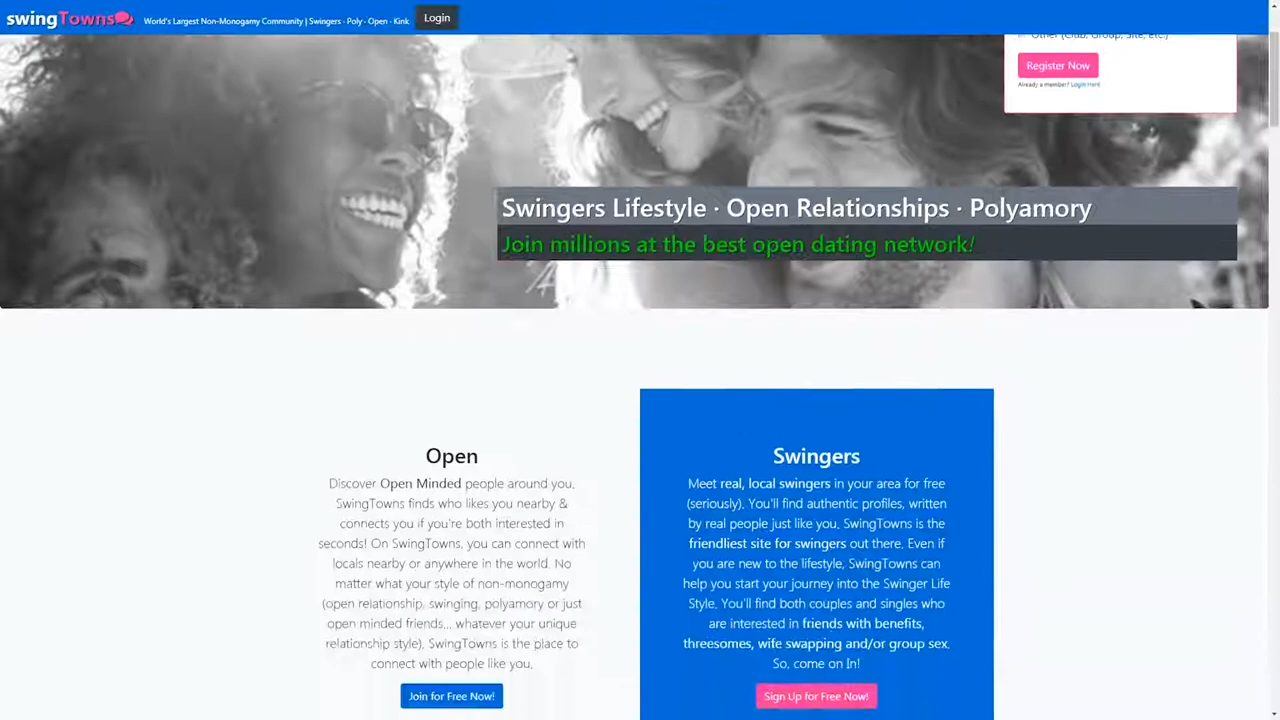 swingTowns
World's Largest Non-Monogamy Community | Swingers · Poly · Open · Kink
Login
Other (Club, Group, Site, etc.)
Register Now
Already a member? Login Here
Swingers Lifestyle · Open Relationships · Polyamory
Join millions at the best open dating network!
Open
Discover Open Minded people around you.
SwingTowns finds who likes you nearby &
connects you if you're both interested in
seconds! On SwingTowns, you can connect with
locals nearby or anywhere in the world. No
matter what your style of non-monogamy
(open relationship, swinging, polyamory or just
open minded friends... whatever your unique
relationship style), SwingTowns is the place to
connect with people like you.
Join for Free Now!
Swingers
Meet real, local swingers in your area for free
(seriously). You'll find authentic profiles, written
by real people just like you. SwingTowns is the
friendliest site for swingers out there. Even if
you are new to the lifestyle, SwingTowns can
help you start your journey into the Swinger Life
Style. You'll find both couples and singles who
are interested in friends with benefits,
threesomes, wife swapping and/or group sex.
So, come on In!
Sign Up for Free Now!